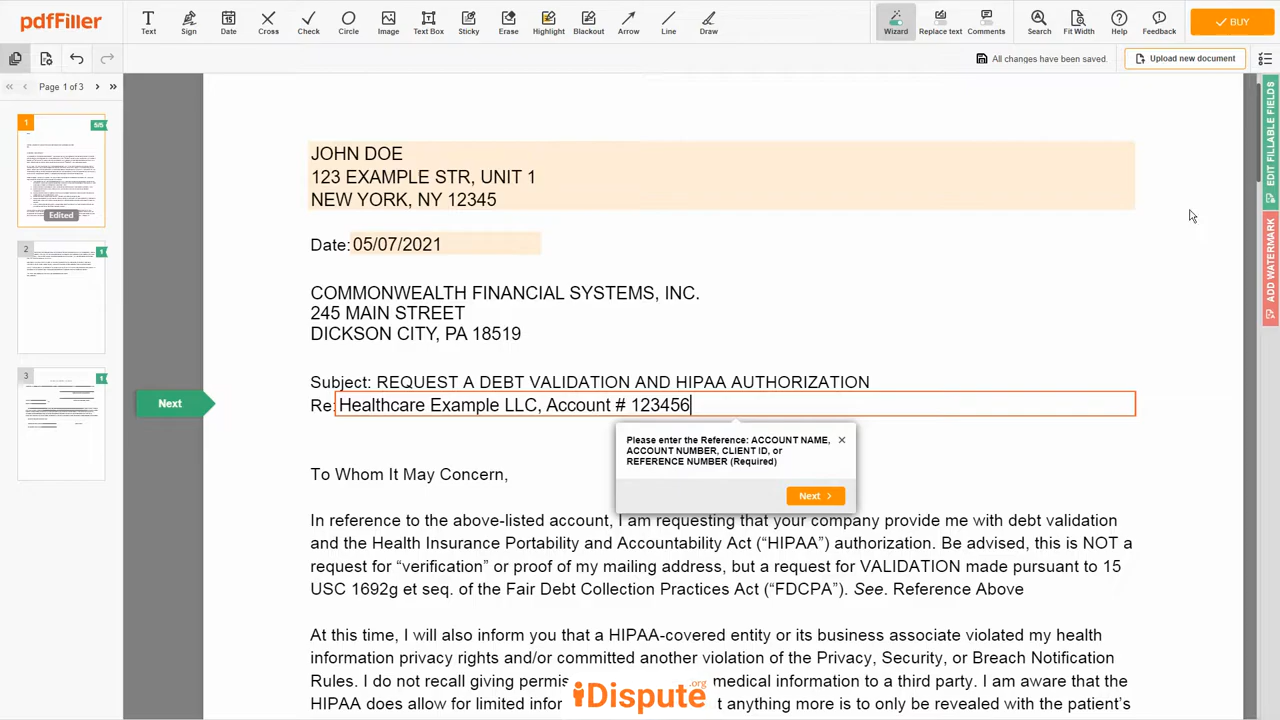 pdfFiller
Text
Sign
Date
Cross
Check
Circle
Image
Text Box
Sticky
Erase
Highlight
Blackout
Arrow
Line
Draw
Wizard
Replace text
Comments
Search
Fit Width
Help
Feedback
BUY
All changes have been saved.
Upload new document
Page 1 of 3
1
5/5
Edited
2
1
3
1
EDIT FILLABLE FIELDS
ADD WATERMARK
JOHN DOE
123 EXAMPLE STR, UNIT 1
NEW YORK, NY 12345
Date: 05/07/2021
COMMONWEALTH FINANCIAL SYSTEMS, INC.
245 MAIN STREET
DICKSON CITY, PA 18519
Subject: REQUEST A DEBT VALIDATION AND HIPAA AUTHORIZATION
Next
Re: Healthcare Example LLC, Account # 123456
Please enter the Reference: ACCOUNT NAME,
ACCOUNT NUMBER, CLIENT ID, or
REFERENCE NUMBER (Required)
Next
To Whom It May Concern,
In reference to the above-listed account, I am requesting that your company provide me with debt validation
and the Health Insurance Portability and Accountability Act (“HIPAA”) authorization. Be advised, this is NOT a
request for “verification” or proof of my mailing address, but a request for VALIDATION made pursuant to 15
USC 1692g et seq. of the Fair Debt Collection Practices Act (“FDCPA”). See. Reference Above
At this time, I will also inform you that a HIPAA-covered entity or its business associate violated my health
information privacy rights and/or committed another violation of the Privacy, Security, or Breach Notification
Rules. I do not recall giving permis medical information to a third party. I am aware that the
HIPAA does allow for limited infor t anything more is to only be revealed with the patient’s
iDispute.org